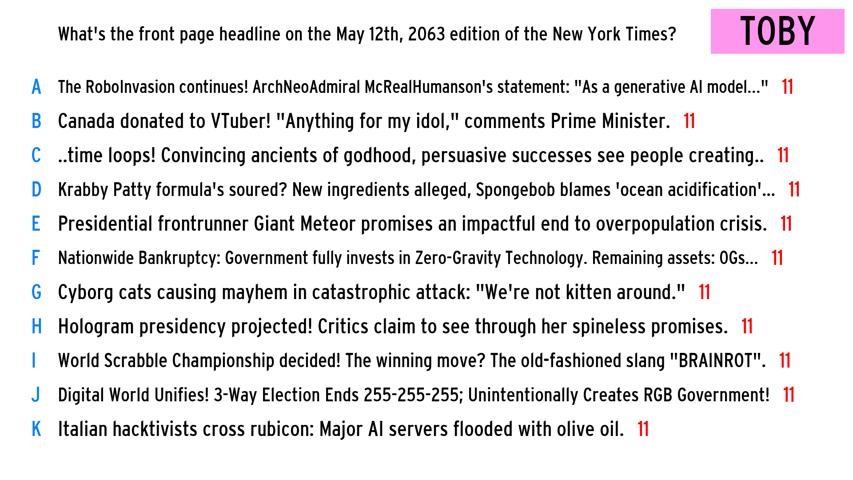 What's the front page headline on the May 12th, 2063 edition of the New York Times?
TOBY
A The RoboInvasion continues! ArchNeoAdmiral McRealHumanson's statement: "As a generative AI model..." 11
B Canada donated to VTuber! "Anything for my idol," comments Prime Minister. 11
C ..time loops! Convincing ancients of godhood, persuasive successes see people creating.. 11
D Krabby Patty formula's soured? New ingredients alleged, Spongebob blames 'ocean acidification'... 11
E Presidential frontrunner Giant Meteor promises an impactful end to overpopulation crisis. 11
F Nationwide Bankruptcy: Government fully invests in Zero-Gravity Technology. Remaining assets: 0Gs... 11
G Cyborg cats causing mayhem in catastrophic attack: "We're not kitten around." 11
H Hologram presidency projected! Critics claim to see through her spineless promises. 11
I World Scrabble Championship decided! The winning move? The old-fashioned slang "BRAINROT". 11
J Digital World Unifies! 3-Way Election Ends 255-255-255; Unintentionally Creates RGB Government! 11
K Italian hacktivists cross rubicon: Major AI servers flooded with olive oil. 11